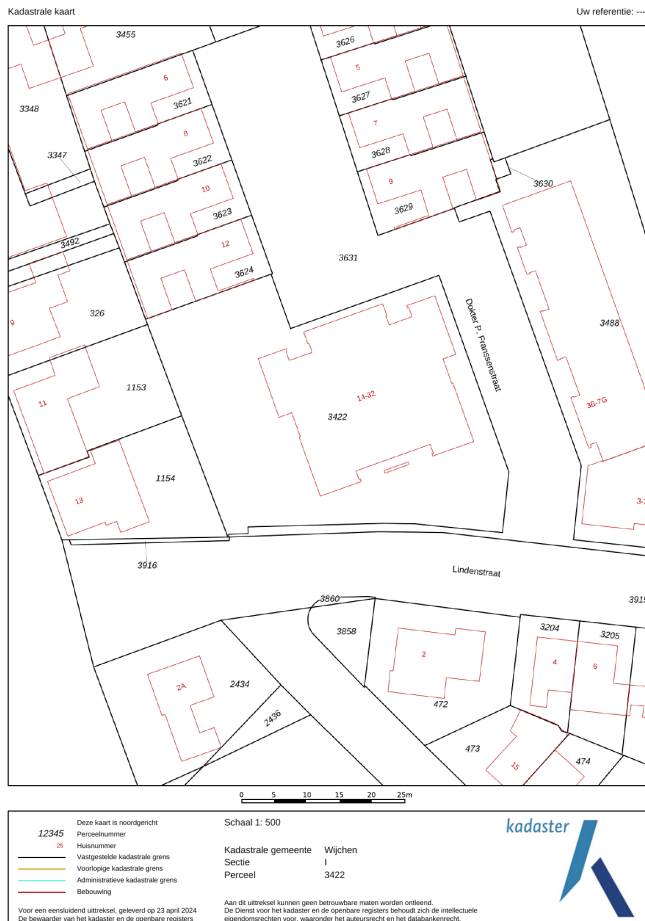 Kadastrale kaart
Uw referentie: ---
3455
3626
6
5
3348
3621
3627
8
7
3347
3622
3628
10
9
3630
3623
3629
3492
12
3631
3624
326
9
Dokter P. Franssenstraat
3488
11
1153
14-32
3422
36-7G
13
1154
3-
3916
Lindenstraat
3860
3858
3204
3205
2
4
6
2A
2434
2436
472
473
15
474
0 5 10 15 20 25m
Deze kaart is noordgericht
12345 Perceelnummer
25 Huisnummer
Vastgestelde kadastrale grens
Voorlopige kadastrale grens
Administratieve kadastrale grens
Bebouwing
Voor een eensluidend uittreksel, geleverd op 23 april 2024
De bewaarder van het kadaster en de openbare registers
Schaal 1: 500
Kadastrale gemeente Wijchen
Sectie I
Perceel 3422
Aan dit uittreksel kunnen geen betrouwbare maten worden ontleend.
De Dienst voor het kadaster en de openbare registers behoudt zich de intellectuele
eigendomsrechten voor, waaronder het auteursrecht en het databankenrecht.
kadaster